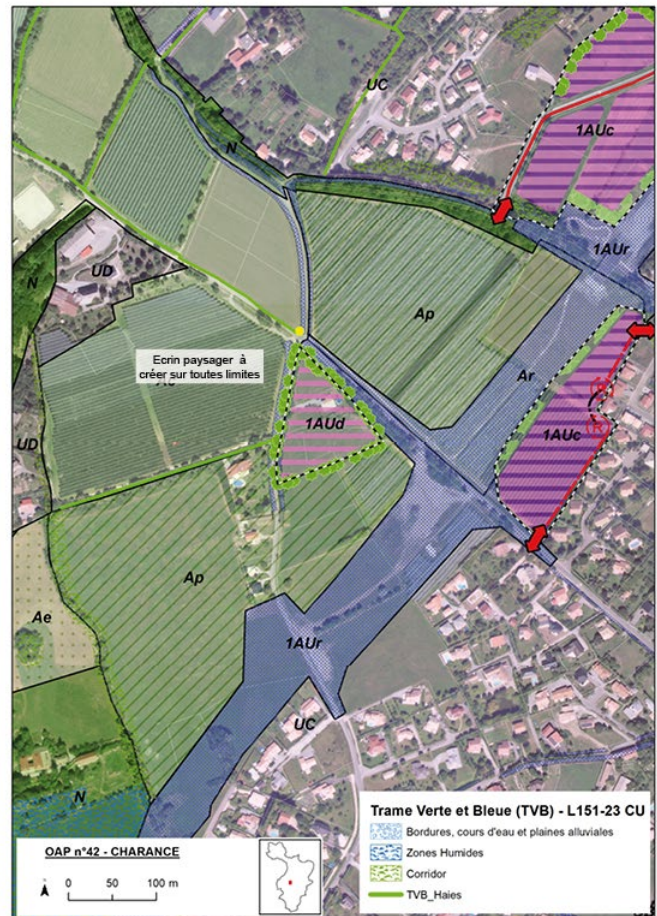 UC
1AUc
N
1AUr
UD
N
Ap
Ecrin paysager à
créer sur toutes limites
Ar
1AUd
1AUc
R
UD
Ap
Ae
1AUr
UC
N
Trame Verte et Bleue (TVB) - L151-23 CU
Bordures, cours d'eau et plaines alluviales
Zones Humides
Corridor
TVB_Haies
OAP n°42 - CHARANCE
N
0 50 100 m